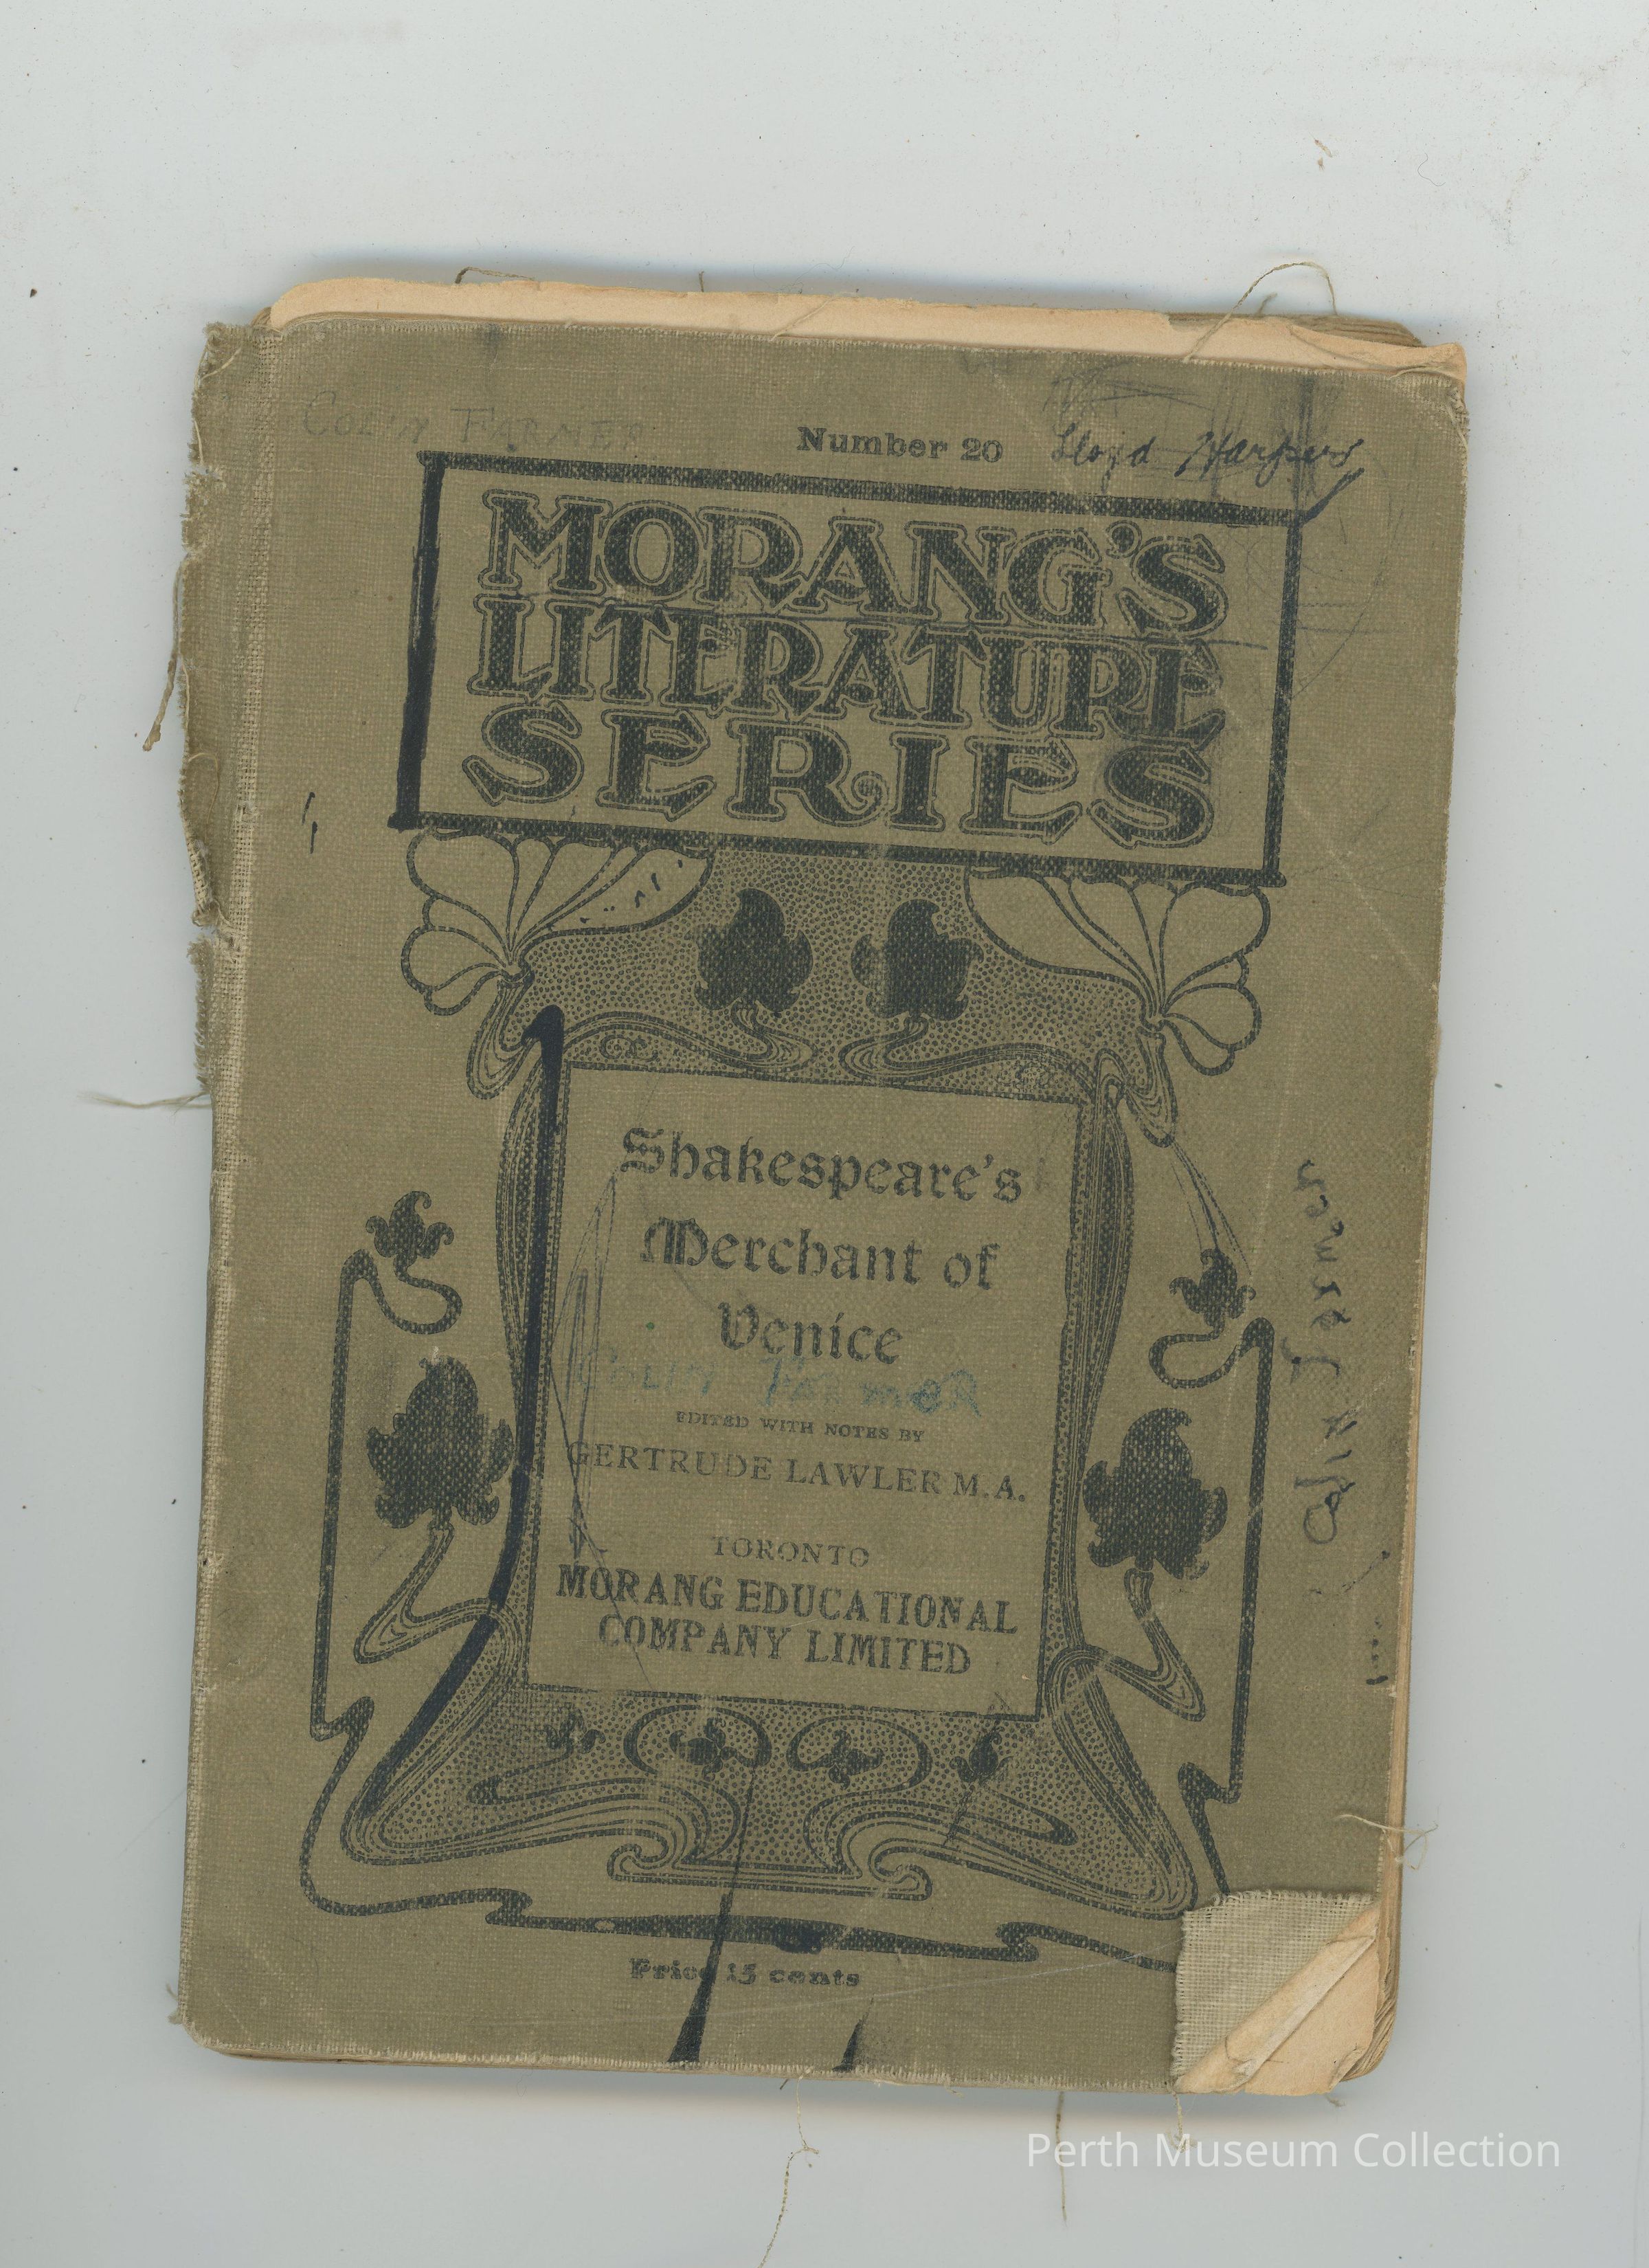 COLIN FARMER
Number 20
Lloyd Harpers
MORANG'S
LITERATURE
SERIES
Shakespeare's
Merchant of
Venice
Colin Farmer
EDITED WITH NOTES BY
GERTRUDE LAWLER M.A.
TORONTO
MORANG EDUCATIONAL
COMPANY LIMITED
Colin Farmer
Price 15 cents
Perth Museum Collection